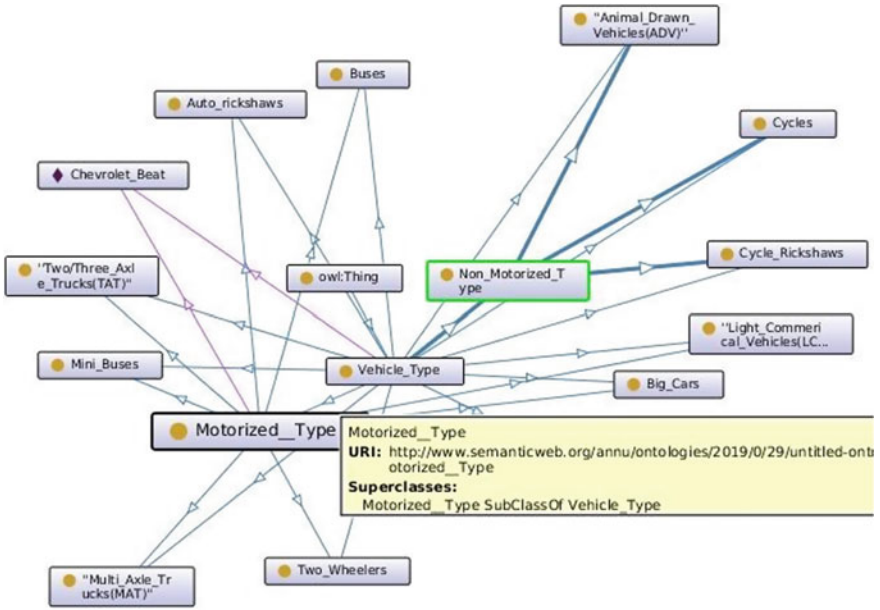 "Animal_Drawn_
Vehicles(ADV)''
Buses
Auto_rickshaws
Cycles
Chevrolet_Beat
''Two/Three_Axl
e_Trucks(TAT)"
owl:Thing
Non_Motorized_T
ype
Cycle_Rickshaws
''Light_Commeri
cal_Vehicles(LC...
Mini_Buses
Vehicle_Type
Big_Cars
Motorized__Type
Motorized__Type
URI: http://www.semanticweb.org/annu/ontologies/2019/0/29/untitled-ont
otorized__Type
Superclasses:
Motorized__Type SubClassOf Vehicle_Type
"Multi_Axle_Tr
ucks(MAT)"
Two_Wheelers